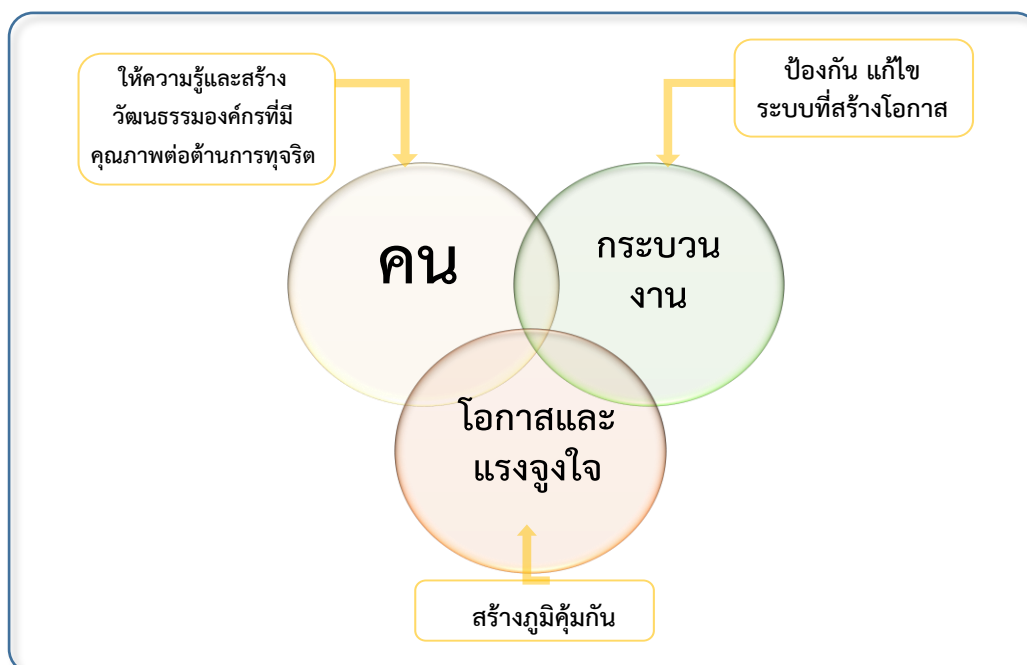 ให้ความรู้และสร้าง
วัฒนธรรมองค์กรที่มี
คุณภาพต่อต้านการทุจริต
ป้องกัน แก้ไข
ระบบที่สร้างโอกาส
คน
กระบวน
งาน
โอกาสและ
แรงจูงใจ
สร้างภูมิคุ้มกัน